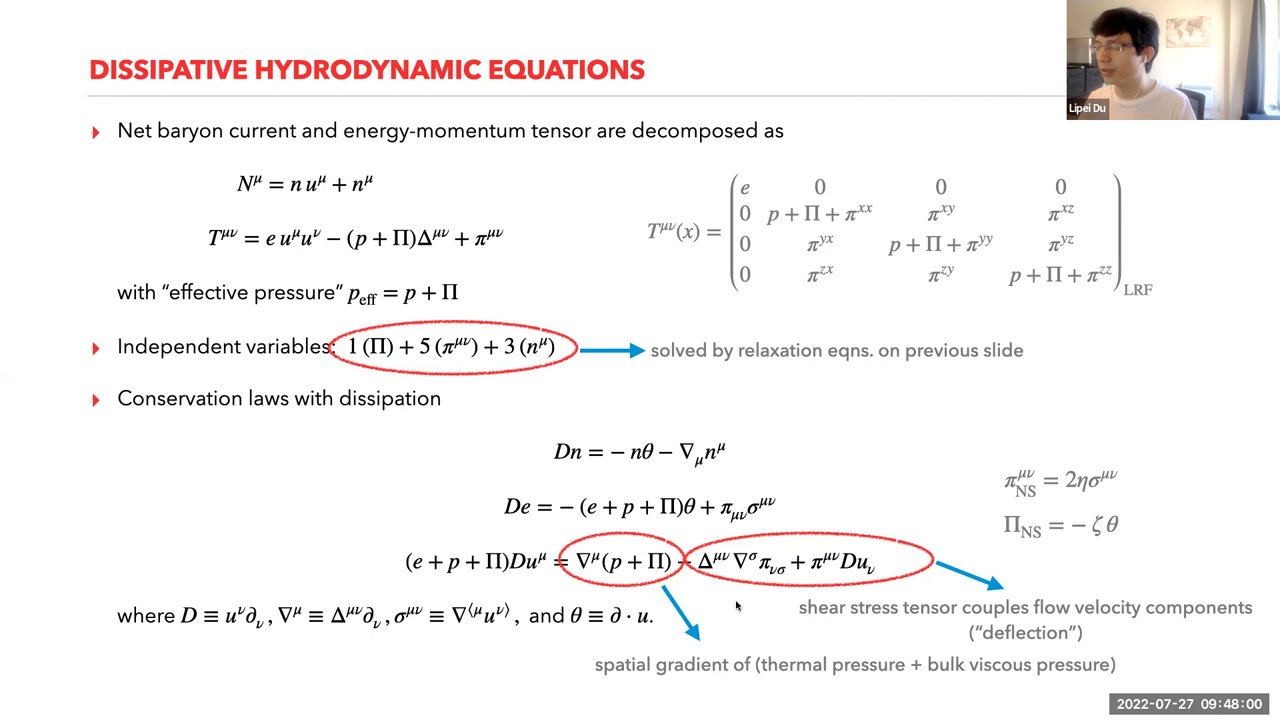 DISSIPATIVE HYDRODYNAMIC EQUATIONS
Lipei Du
Net baryon current and energy-momentum tensor are decomposed as
N^μ = n u^μ + n^μ
T^μν = e u^μ u^ν − (p + Π)Δ^μν + π^μν
T^μν(x) =
e 0 0 0
0 p + Π + π^xx π^xy π^xz
0 π^yx p + Π + π^yy π^yz
0 π^zx π^zy p + Π + π^zz
LRF
with “effective pressure” p_eff = p + Π
Independent variables: 1 (Π) + 5 (π^μν) + 3 (n^μ)
solved by relaxation eqns. on previous slide
Conservation laws with dissipation
Dn = − nθ − ∇_μ n^μ
De = − (e + p + Π)θ + π_μν σ^μν
(e + p + Π)Du^μ = ∇^μ(p + Π) − Δ^μν ∇^σ π_νσ + π^μν Du_ν
π^μν_NS = 2ησ^μν
Π_NS = − ζ θ
where D ≡ u^ν ∂_ν , ∇^μ ≡ Δ^μν ∂_ν , σ^μν ≡ ∇^⟨μ u^ν⟩ , and θ ≡ ∂ · u.
shear stress tensor couples flow velocity components
(“deflection”)
spatial gradient of (thermal pressure + bulk viscous pressure)
2022-07-27 09:48:00